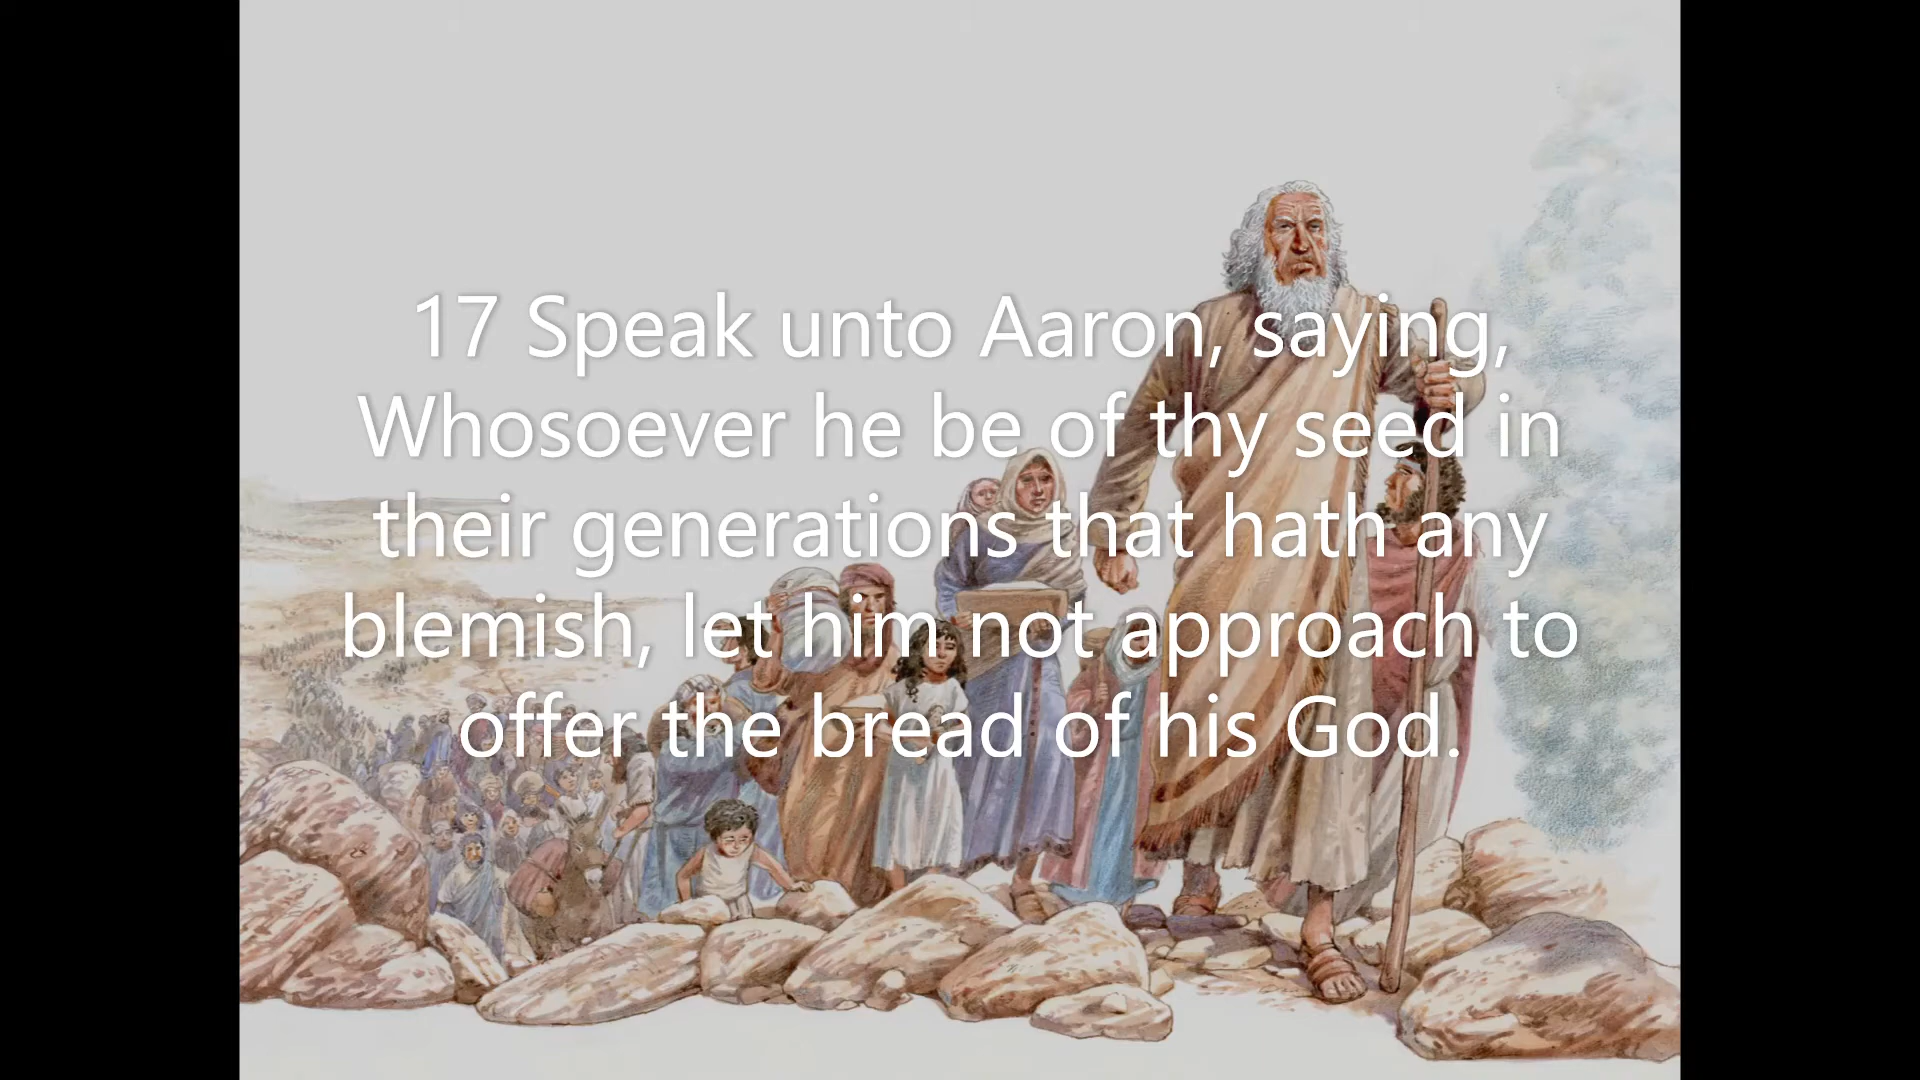 17 Speak unto Aaron, saying,
Whosoever he be of thy seed in
their generations that hath any
blemish, let him not approach to
offer the bread of his God.